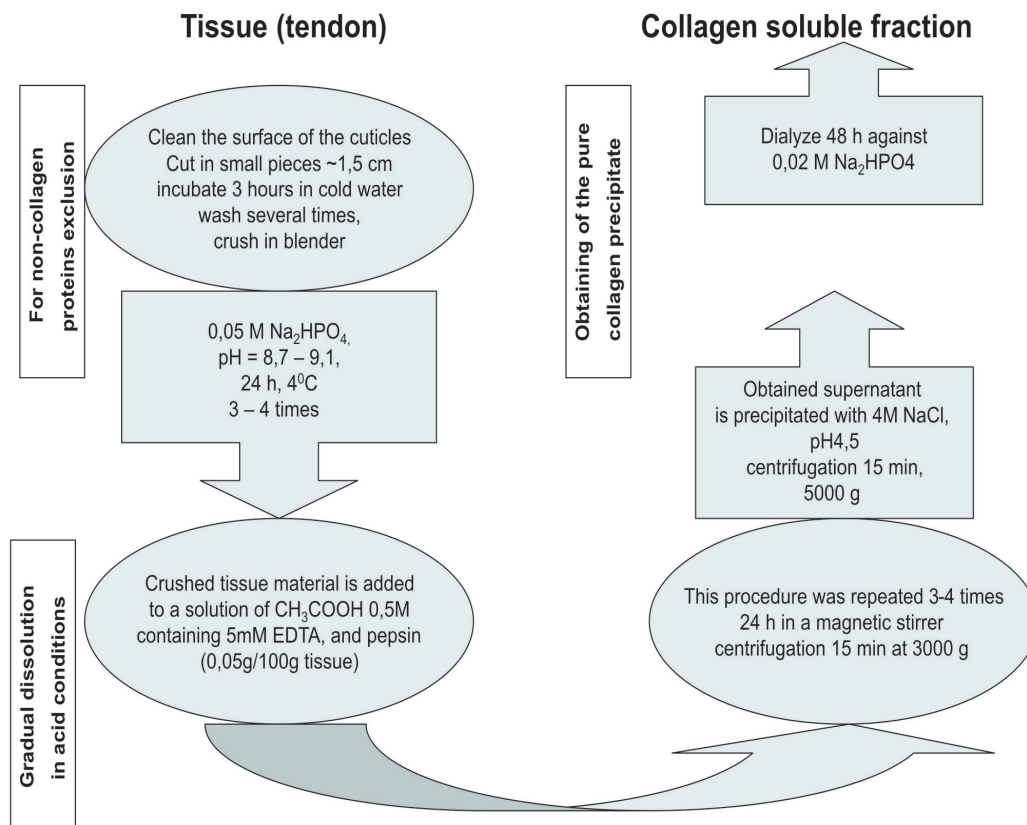 Tissue (tendon)
For non-collagen
proteins exclusion
Clean the surface of the cuticles
Cut in small pieces ~1,5 cm
incubate 3 hours in cold water
wash several times,
crush in blender
0,05 M Na₂HPO₄,
pH = 8,7 – 9,1,
24 h, 4⁰C
3 – 4 times
Gradual dissolution
in acid conditions
Crushed tissue material is added
to a solution of CH₃COOH 0,5M
containing 5mM EDTA, and pepsin
(0,05g/100g tissue)
This procedure was repeated 3-4 times
24 h in a magnetic stirrer
centrifugation 15 min at 3000 g
Obtaining of the pure
collagen precipitate
Obtained supernatant
is precipitated with 4M NaCl,
pH4,5
centrifugation 15 min,
5000 g
Dialyze 48 h against
0,02 M Na₂HPO4
Collagen soluble fraction